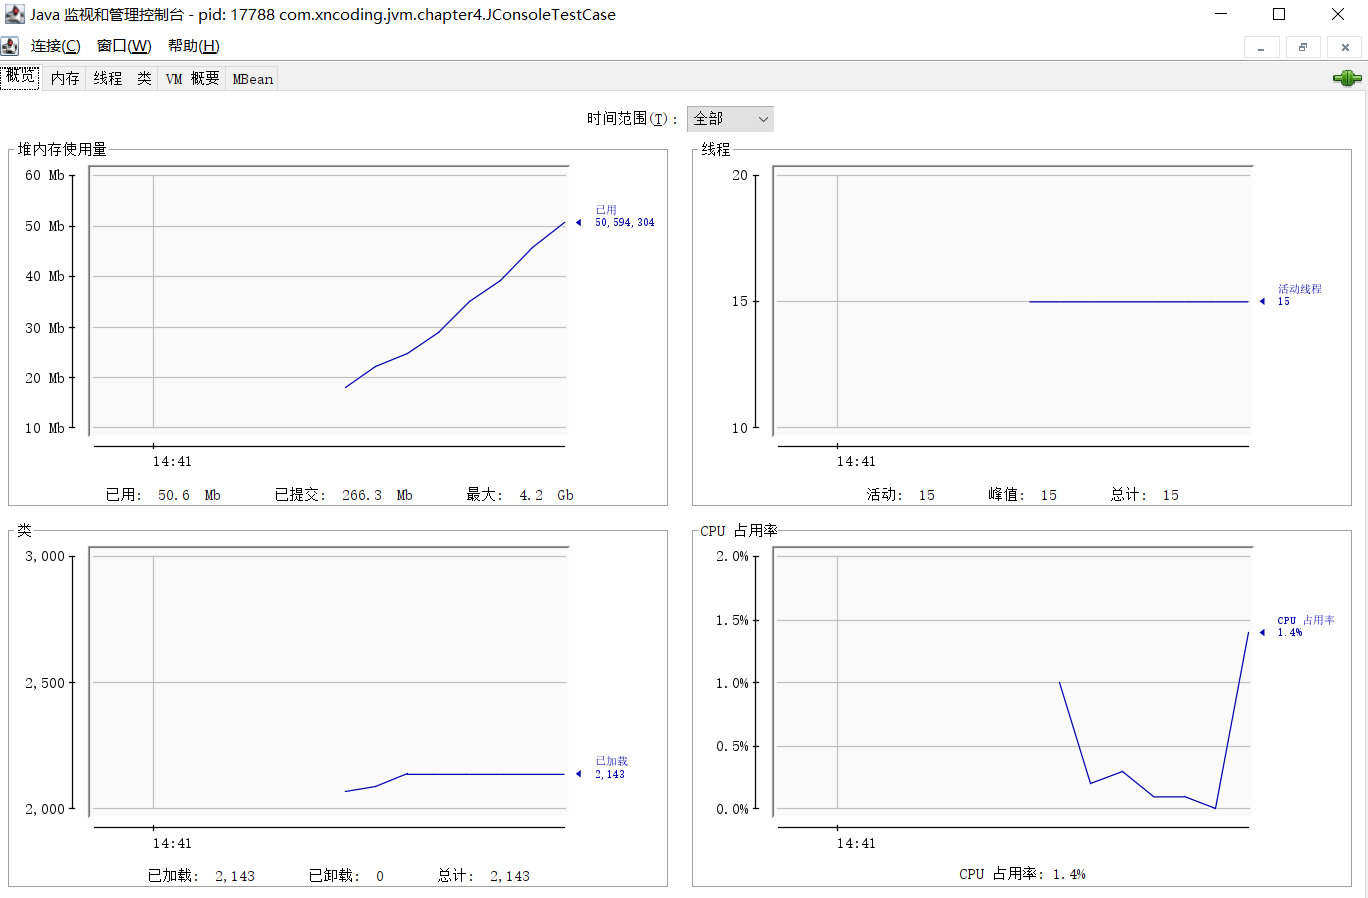 Java 监视和管理控制台 - pid: 17788 com.xncoding.jvm.chapter4.JConsoleTestCase
连接(C) 窗口(W) 帮助(H)
概览 内存 线程 类 VM 概要 MBean
时间范围(T): 全部
堆内存使用量
60 Mb
50 Mb
40 Mb
30 Mb
20 Mb
10 Mb
已用
50,594,304
14:41
已用: 50.6 Mb 已提交: 266.3 Mb 最大: 4.2 Gb
线程
20
15
10
活动线程
15
14:41
活动: 15 峰值: 15 总计: 15
类
3,000
2,500
2,000
已加载
2,143
14:41
已加载: 2,143 已卸载: 0 总计: 2,143
CPU 占用率
2.0%
1.5%
1.0%
0.5%
0.0%
CPU 占用率
1.4%
14:41
CPU 占用率: 1.4%